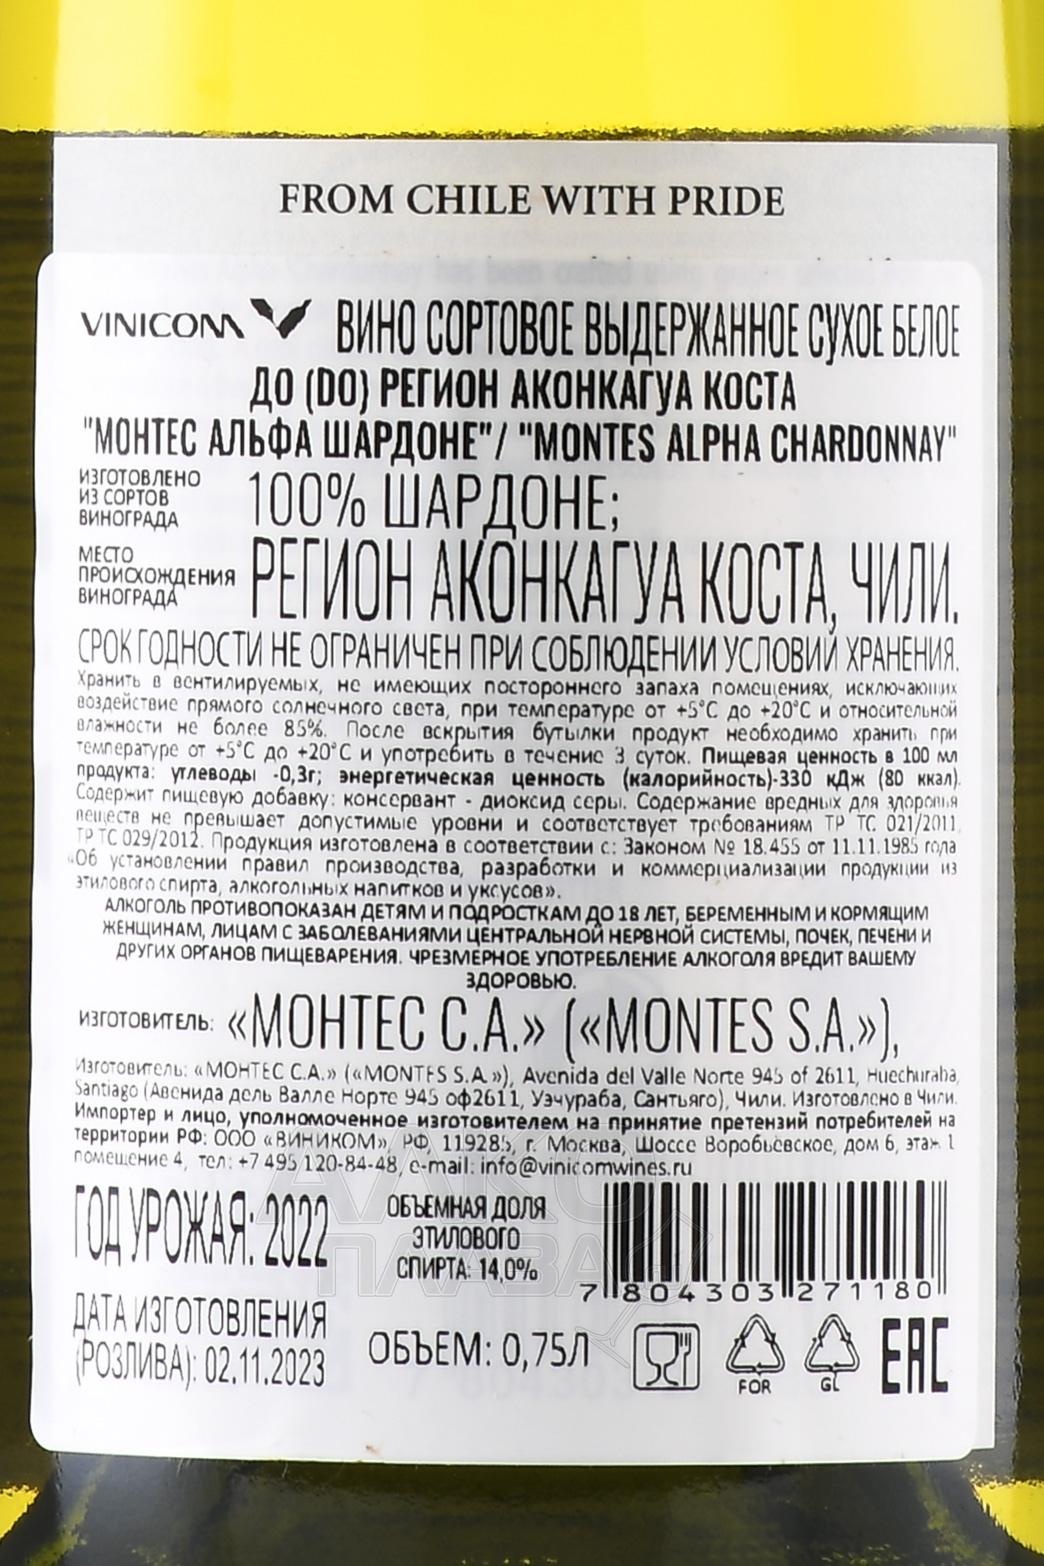 FROM CHILE WITH PRIDE
VINICOM ВИНО СОРТОВОЕ ВЫДЕРЖАННОЕ СУХОЕ БЕЛОЕ
ДО (DO) РЕГИОН АКОНКАГУА КОСТА
"МОНТЕС АЛЬФА ШАРДОНЕ"/ "MONTES ALPHA CHARDONNAY"
ИЗГОТОВЛЕНО
ИЗ СОРТОВ
ВИНОГРАДА
100% ШАРДОНЕ;
МЕСТО
ПРОИСХОЖДЕНИЯ
ВИНОГРАДА
РЕГИОН АКОНКАГУА КОСТА, ЧИЛИ.
СРОК ГОДНОСТИ НЕ ОГРАНИЧЕН ПРИ СОБЛЮДЕНИИ УСЛОВИЙ ХРАНЕНИЯ.
Хранить в вентилируемых, не имеющих постороннего запаха помещениях, исключающих
воздействие прямого солнечного света, при температуре от +5°С до +20°С и относительной
влажности не более 85%. После вскрытия бутылки продукт необходимо хранить при
температуре от +5°С до +20°С и употребить в течение 3 суток. Пищевая ценность в 100 мл
продукта: углеводы -0,3г; энергетическая ценность (калорийность)-330 кДж (80 ккал).
Содержит пищевую добавку: консервант - диоксид серы. Содержание вредных для здоровья
веществ не превышает допустимые уровни и соответствует требованиям ТР ТС 021/2011,
ТР ТС 029/2012. Продукция изготовлена в соответствии с: Законом № 18.455 от 11.11.1985 года
«Об установлении правил производства, разработки и коммерциализации продукции из
этилового спирта, алкогольных напитков и уксусов».
АЛКОГОЛЬ ПРОТИВОПОКАЗАН ДЕТЯМ И ПОДРОСТКАМ ДО 18 ЛЕТ, БЕРЕМЕННЫМ И КОРМЯЩИМ
ЖЕНЩИНАМ, ЛИЦАМ С ЗАБОЛЕВАНИЯМИ ЦЕНТРАЛЬНОЙ НЕРВНОЙ СИСТЕМЫ, ПОЧЕК, ПЕЧЕНИ И
ДРУГИХ ОРГАНОВ ПИЩЕВАРЕНИЯ. ЧРЕЗМЕРНОЕ УПОТРЕБЛЕНИЕ АЛКОГОЛЯ ВРЕДИТ ВАШЕМУ
ЗДОРОВЬЮ.
ИЗГОТОВИТЕЛЬ: «МОНТЕС С.А.» («MONTES S.A.»),
Изготовитель: «МОНТЕС С.А.» («MONTES S.A.»), Avenida del Valle Norte 945 of 2611, Huechuraba,
Santiago (Авенида дель Валле Норте 945 оф2611, Уэчураба, Сантьяго), Чили. Изготовлено в Чили.
Импортер и лицо, уполномоченное изготовителем на принятие претензий потребителей на
территории РФ: ООО «ВИНИКОМ», РФ, 119285, г. Москва, Шоссе Воробьевское, дом 6, этаж 1
помещение 4, тел: +7 495 120-84-48, e-mail: info@vinicomwines.ru
ГОД УРОЖАЯ: 2022
ОБЪЕМНАЯ ДОЛЯ
ЭТИЛОВОГО
СПИРТА: 14,0%
7 804303 271180
ДАТА ИЗГОТОВЛЕНИЯ
(РОЗЛИВА): 02.11.2023
ОБЪЕМ: 0,75Л
FOR
GL
EAC
АЛКО
ПЛАЗА